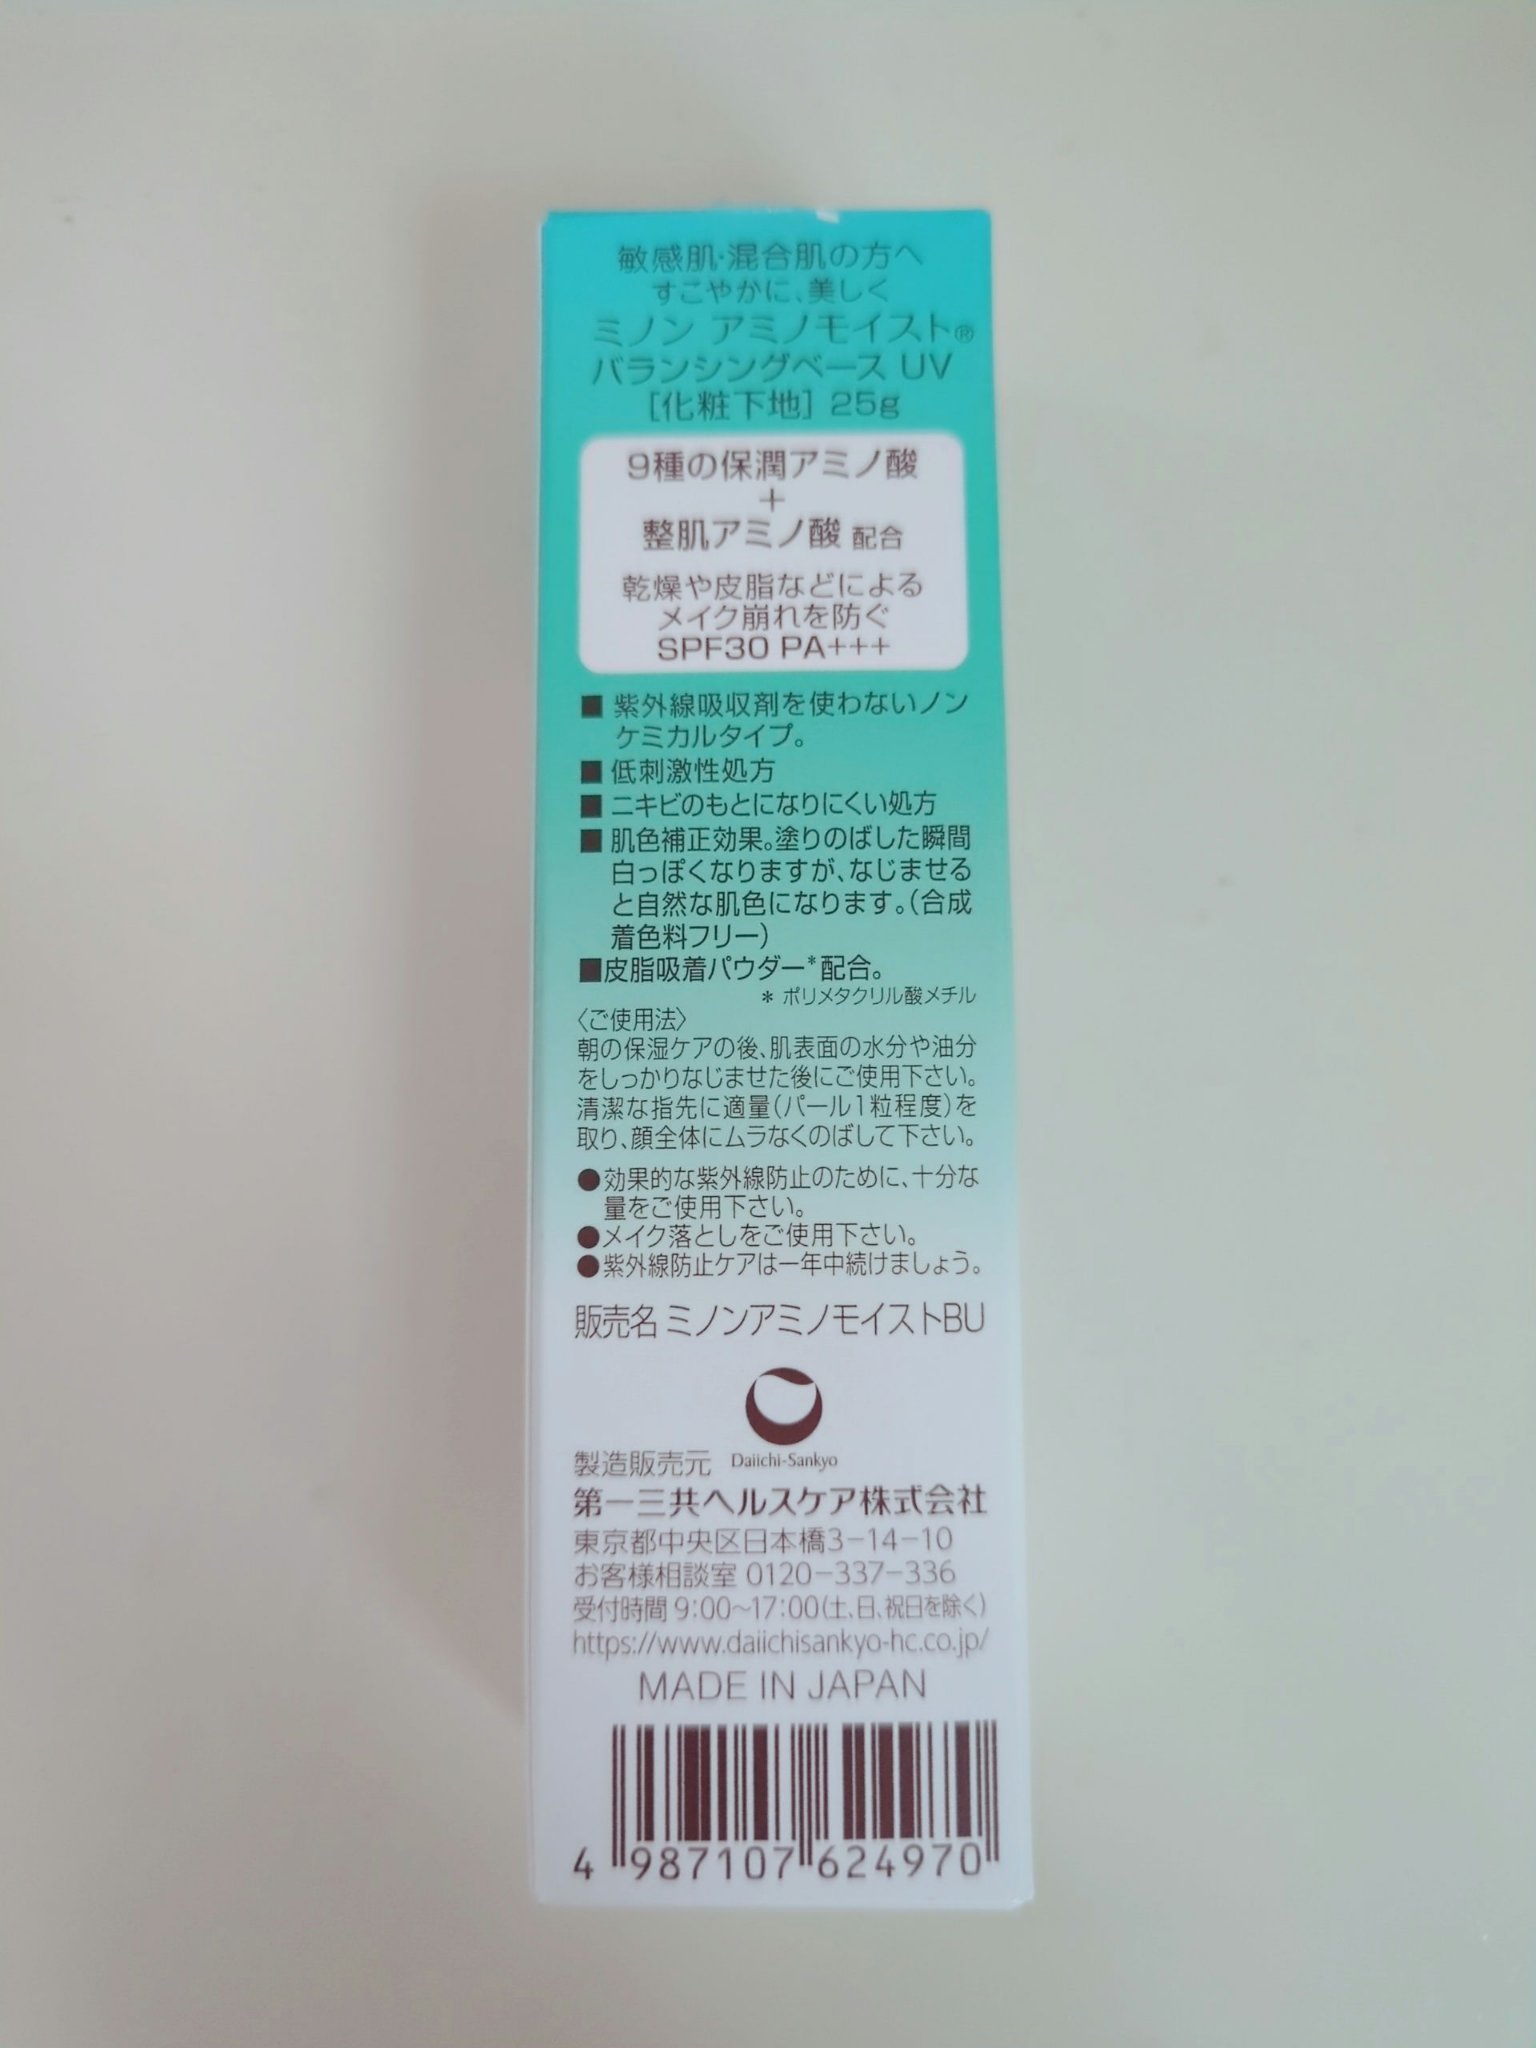 敏感肌・混合肌の方へ
すこやかに、美しく
ミノン アミノモイスト®
バランシングベース UV
[化粧下地] 25g
9種の保潤アミノ酸
+
整肌アミノ酸 配合
乾燥や皮脂などによる
メイク崩れを防ぐ
SPF30 PA+++
■ 紫外線吸収剤を使わないノン
ケミカルタイプ。
■ 低刺激性処方
■ ニキビのもとになりにくい処方
■ 肌色補正効果。塗りのばした瞬間
白っぽくなりますが、なじませる
と自然な肌色になります。(合成
着色料フリー)
■皮脂吸着パウダー*配合。
* ポリメタクリル酸メチル
〈ご使用法〉
朝の保湿ケアの後、肌表面の水分や油分
をしっかりなじませた後にご使用下さい。
清潔な指先に適量(パール1粒程度)を
取り、顔全体にムラなくのばして下さい。
●効果的な紫外線防止のために、十分な
量をご使用下さい。
●メイク落としをご使用下さい。
●紫外線防止ケアは一年中続けましょう。
販売名 ミノンアミノモイストBU
製造販売元 Daiichi-Sankyo
第一三共ヘルスケア株式会社
東京都中央区日本橋3-14-10
お客様相談室 0120-337-336
受付時間 9:00~17:00(土、日、祝日を除く)
https://www.daiichisankyo-hc.co.jp/
MADE IN JAPAN
4 987107 624970